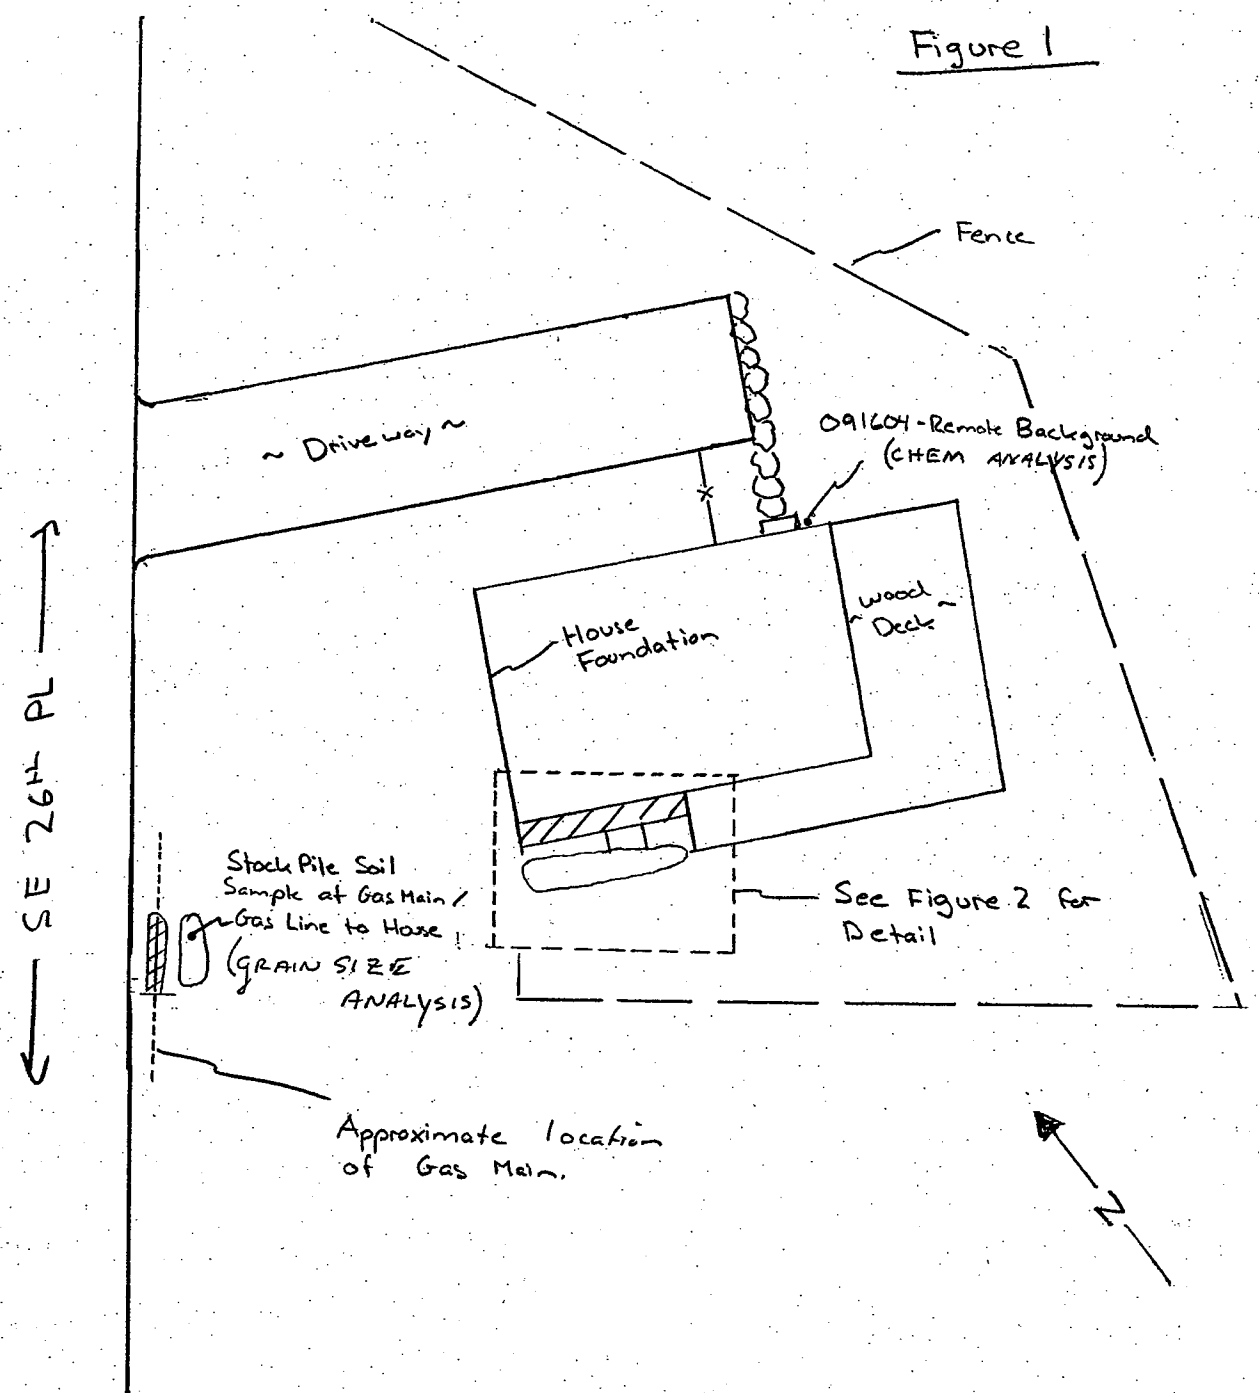 Figure 1
Fence
~ Driveway ~
091604-Remote Background
(CHEM ANALYSIS)
~ Wood ~
Deck
House
Foundation
SE 26th PL
Stock Pile Soil
Sample at Gas Main /
Gas Line to House
(GRAIN SIZE
ANALYSIS)
See Figure 2 for
Detail
Approximate location
of Gas Main.
N